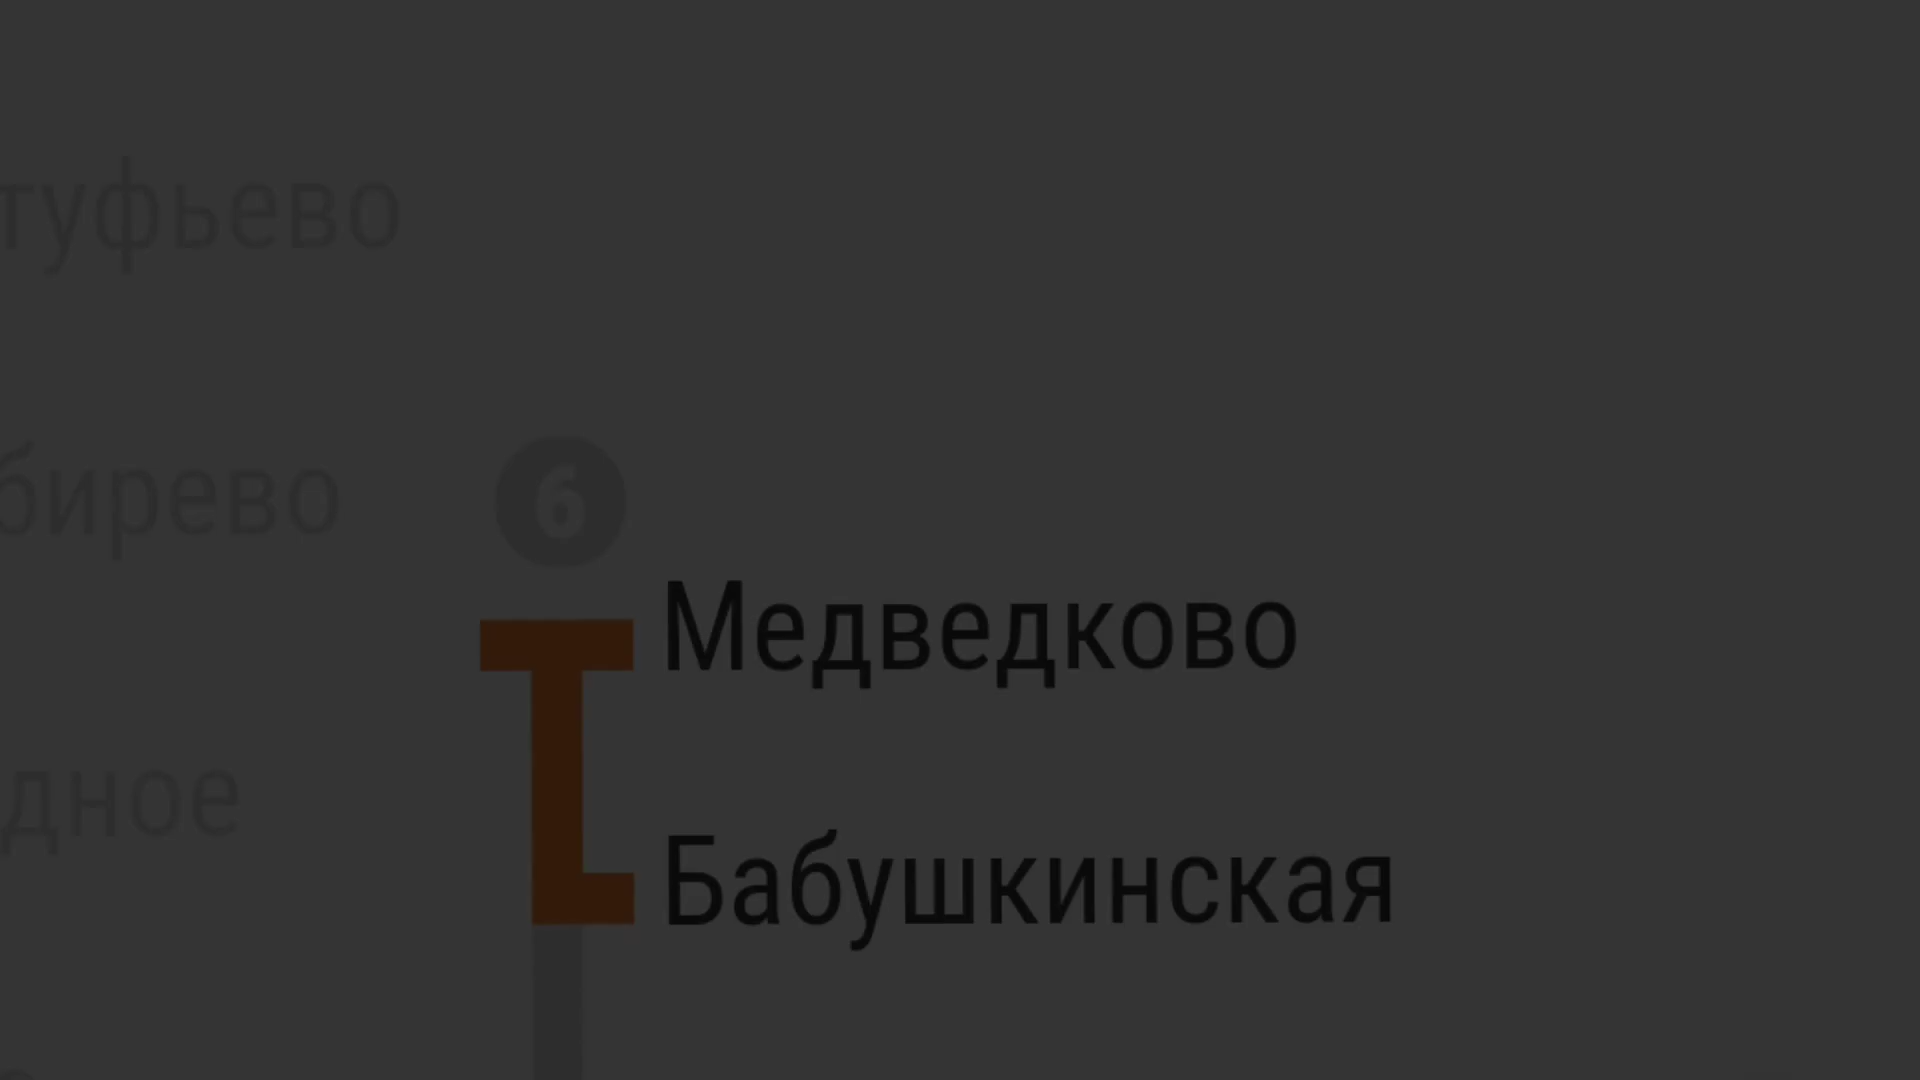 туфьево
бирево
6
Медведково
дное
Бабушкинская